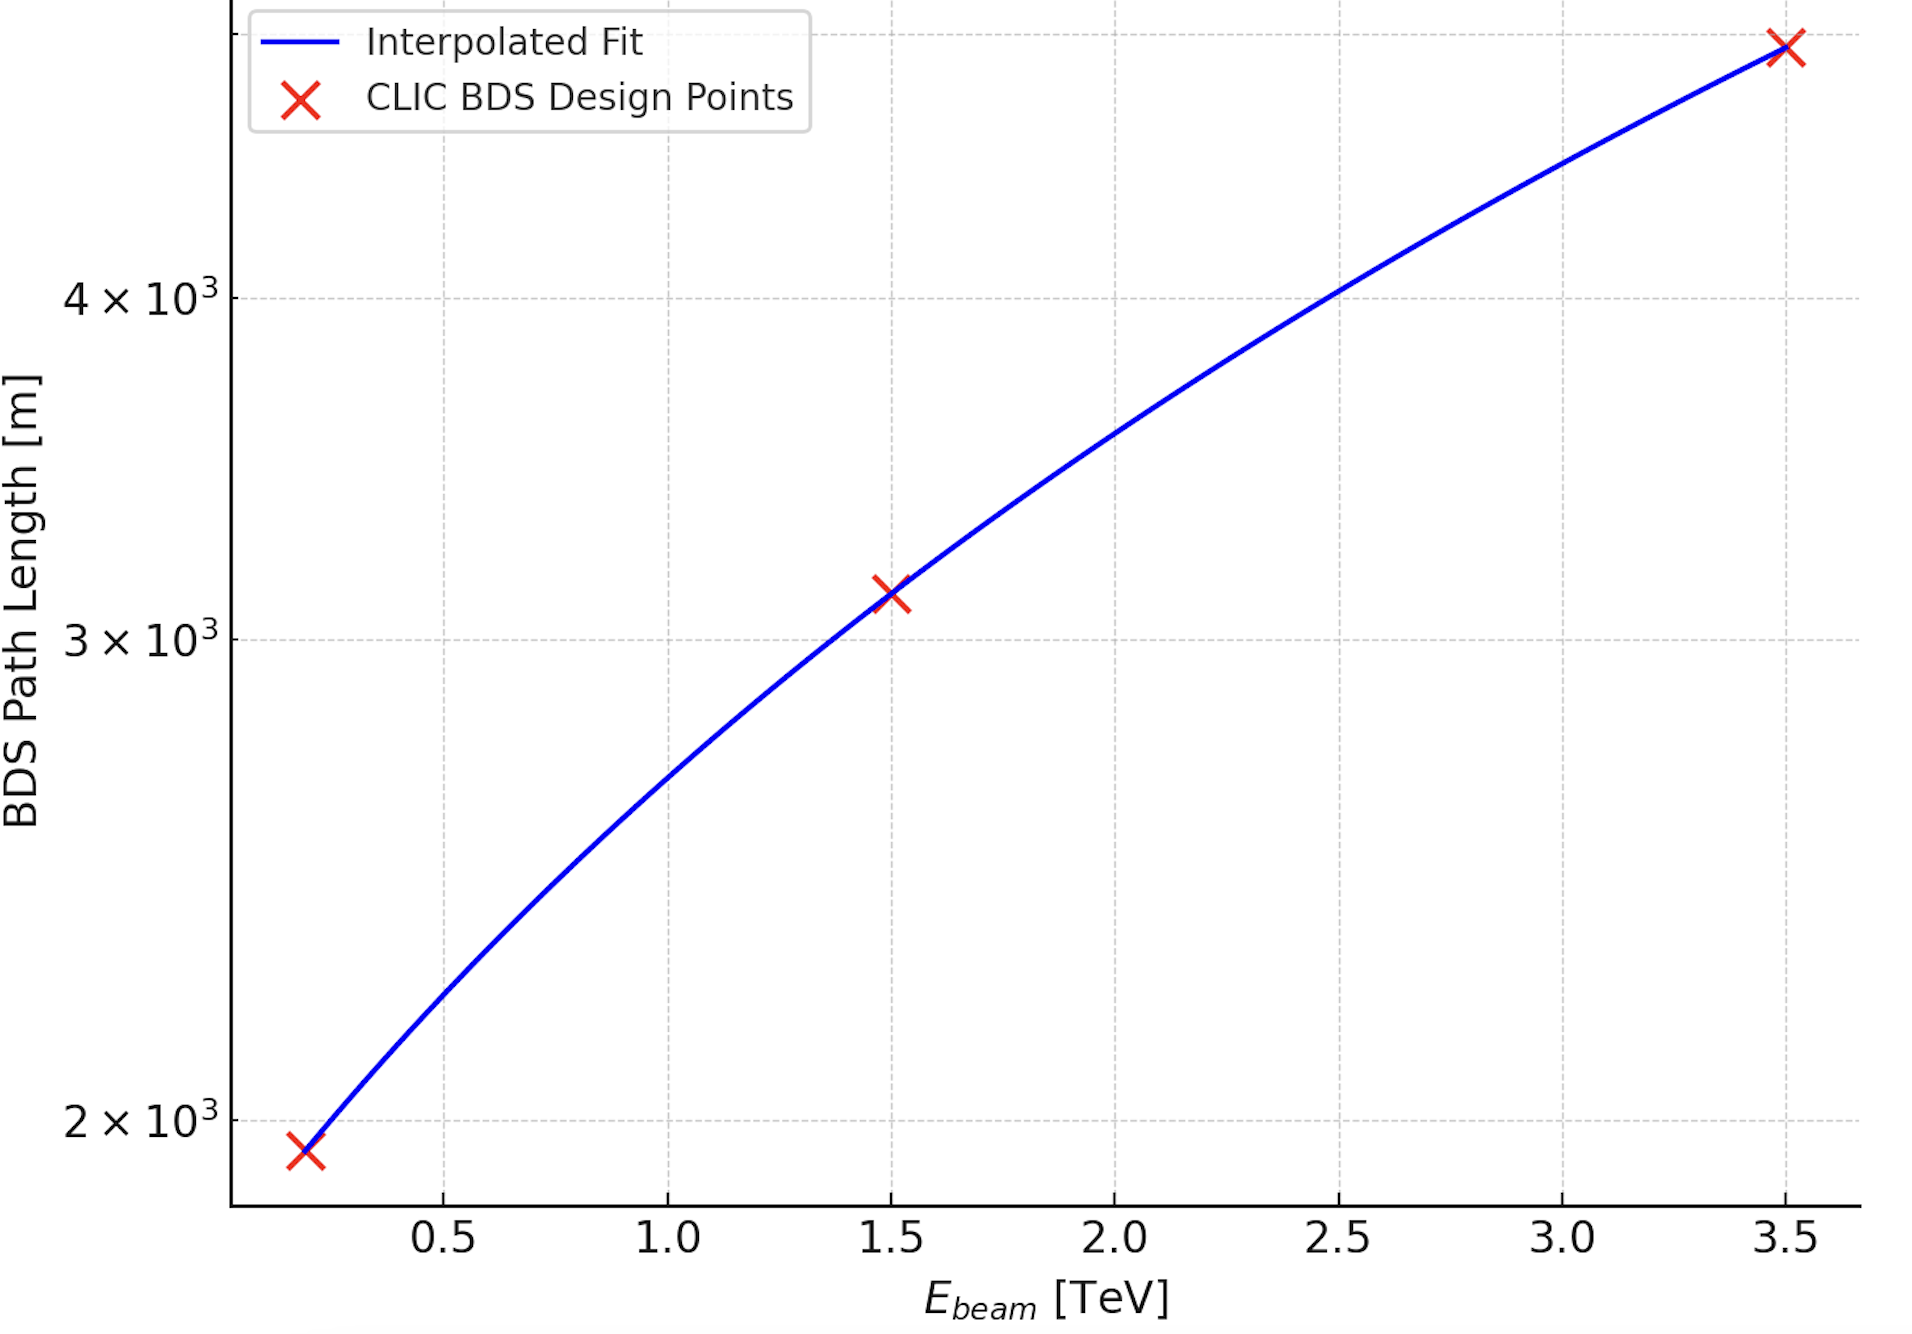 Interpolated Fit
CLIC BDS Design Points
BDS Path Length [m]
4 × 10³
3 × 10³
2 × 10³
0.5 1.0 1.5 2.0 2.5 3.0 3.5
E_beam [TeV]